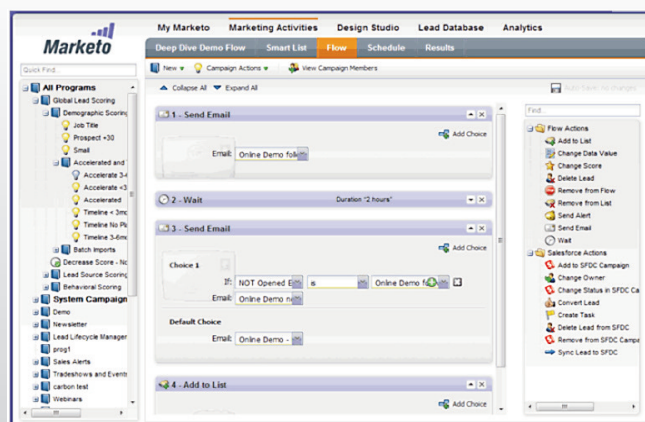 Marketo
My Marketo Marketing Activities Design Studio Lead Database Analytics
Deep Dive Demo Flow Smart List Flow Schedule Results
New Campaign Actions View Campaign Members
Quick Find...
All Programs
Global Lead Scoring
Demographic Scoring
Job Title
Prospect +30
Small
Accelerated and
Accelerate 3-
Accelerate <3
Accelerated
Timeline < 3mo
Timeline No Pla
Timeline 3-6mo
Batch Imports
Decrease Score - No
Lead Source Scoring
Behavioral Scoring
System Campaign
Demo
Newsletter
Lead Lifecycle Manager
prog1
Sales Alerts
Tradeshows and Events
carbon test
Webinars
Collapse All Expand All
1 - Send Email
Add Choice
Email: Online Demo foll
2 - Wait Duration "2 hours"
3 - Send Email
Add Choice
Choice 1
If: NOT Opened E is Online Demo f
Email: Online Demo n
Default Choice
Email: Online Demo -
4 - Add to List
Add Choice
Find...
Flow Actions
Add to List
Change Data Value
Change Score
Delete Lead
Remove from Flow
Remove from List
Send Alert
Send Email
Wait
Salesforce Actions
Add to SFDC Campaign
Change Owner
Change Status in SFDC Ca
Convert Lead
Create Task
Delete Lead from SFDC
Remove from SFDC Campai
Sync Lead to SFDC